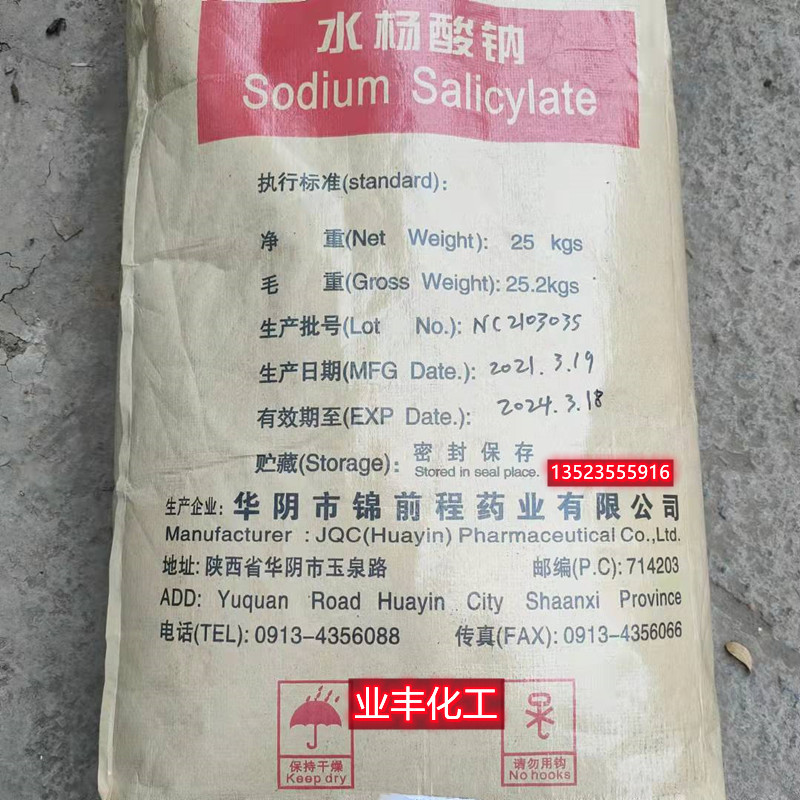 水杨酸钠
Sodium Salicylate
执行标准(standard):
净 重(Net Weight): 25 kgs
毛 重(Gross Weight): 25.2kgs
生产批号(Lot No.): NC2103035
生产日期(MFG Date.): 2021.3.19
有效期至(EXP Date.): 2024.3.18
贮藏(Storage): 密封保存
Stored in seal place.
13523555916
生产企业: 华阴市锦前程药业有限公司
Manufacturer : JQC(Huayin) Pharmaceutical Co.,Ltd.
地址: 陕西省华阴市玉泉路 邮编(P.C): 714203
ADD: Yuquan Road Huayin City Shaanxi Province
电话(TEL): 0913-4356088 传真(FAX): 0913-4356066
业丰化工
保持干燥
Keep dry
请勿用钩
No hooks